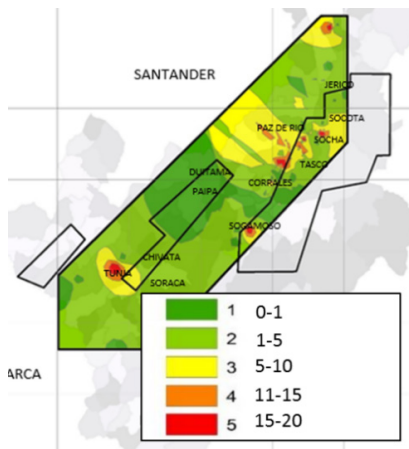 SANTANDER
JERICO
SOCOTA
PAZ DE RIO
SOCHA
TASCO
DUITAMA
CORRALES
PAIPA
SOGAMOSO
CHIVATA
TUNJA
SORACA
ARCA
1 0-1
2 1-5
3 5-10
4 11-15
5 15-20